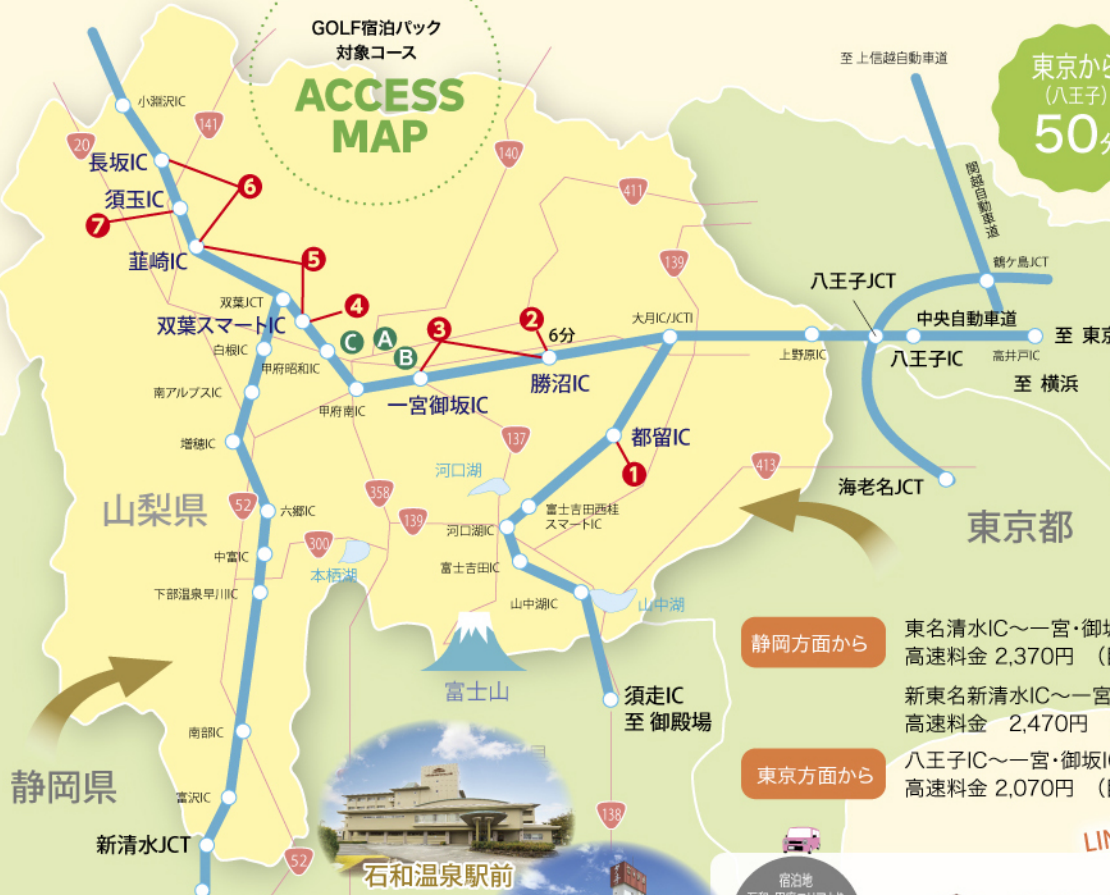 GOLF宿泊パック
対象コース
ACCESS
MAP
至 上信越自動車道
東京から
(八王子)
50分
小淵沢IC
141
20
140
411
長坂IC
6
須玉IC
7
関越自動車道
韮崎IC
5
139
鶴ヶ島JCT
八王子JCT
双葉JCT
4
双葉スマートIC
C
A
B
3
2
6分
大月IC/JCTI
中央自動車道
至 東京
白根IC
甲府昭和IC
上野原IC
八王子IC
高井戸IC
至 横浜
南アルプスIC
甲府南IC
一宮御坂IC
勝沼IC
増穂IC
都留IC
137
1
413
河口湖
海老名JCT
山梨県
52
358
139
六郷IC
富士吉田西桂
スマートIC
河口湖IC
東京都
300
中富IC
本栖湖
富士吉田IC
下部温泉早川IC
山中湖IC
山中湖
静岡方面から
東名清水IC～一宮・御坂
高速料金 2,370円
富士山
須走IC
至 御殿場
新東名新清水IC～一宮
高速料金 2,470円
南部IC
東京方面から
八王子IC～一宮・御坂IC
高速料金 2,070円
静岡県
富沢IC
138
新清水JCT
52
石和温泉駅前
LIN
宿泊地